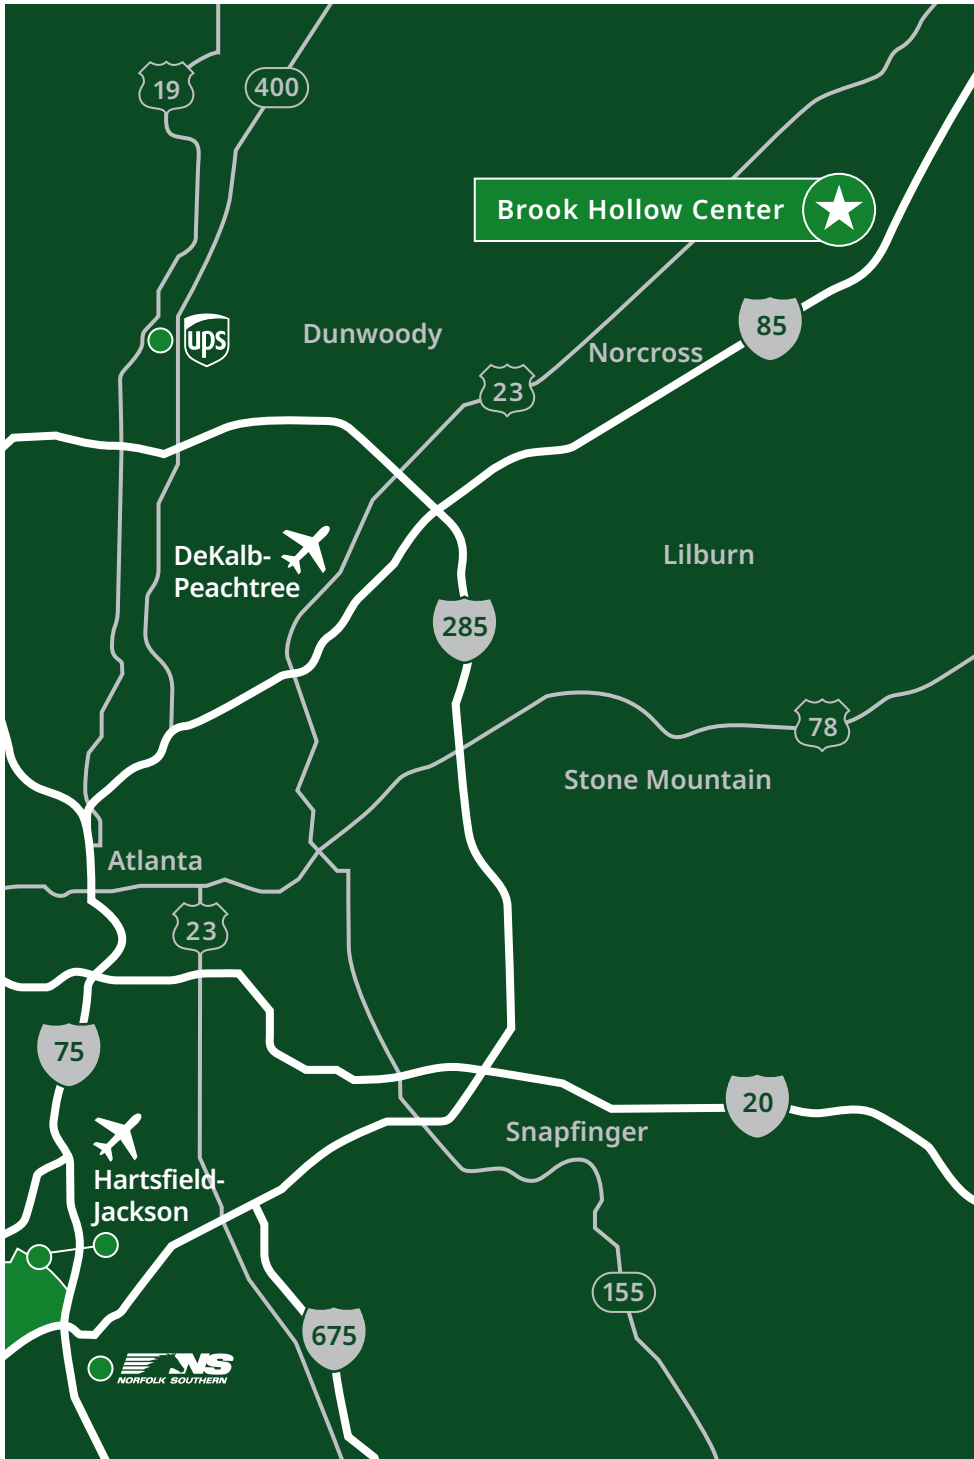 19
400
Brook Hollow Center
ups
Dunwoody
85
Norcross
23
DeKalb-
Peachtree
Lilburn
285
78
Stone Mountain
Atlanta
23
75
20
Snapfinger
Hartsfield-
Jackson
155
675
NS
NORFOLK SOUTHERN